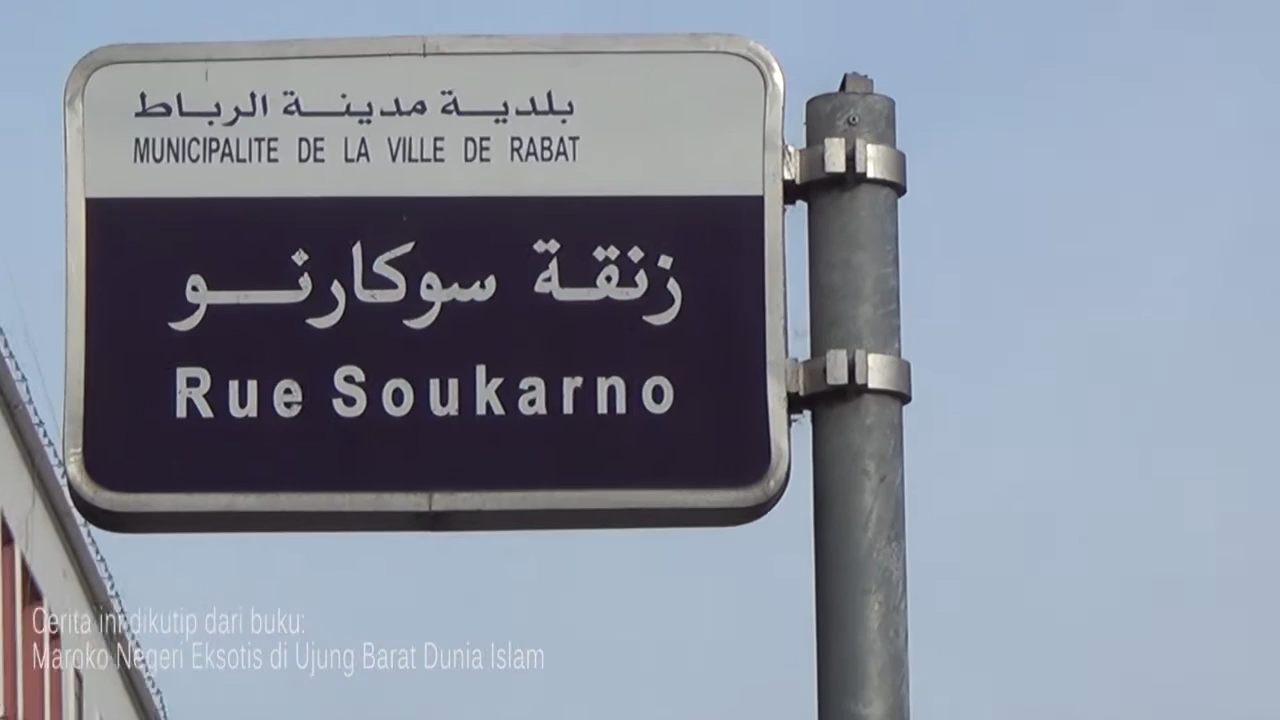 بلدية مدينة الرباط
MUNICIPALITE DE LA VILLE DE RABAT
زنقة سوكارنو
Rue Soukarno
Cerita ini dikutip dari buku:
Maroko Negeri Eksotis di Ujung Barat Dunia Islam